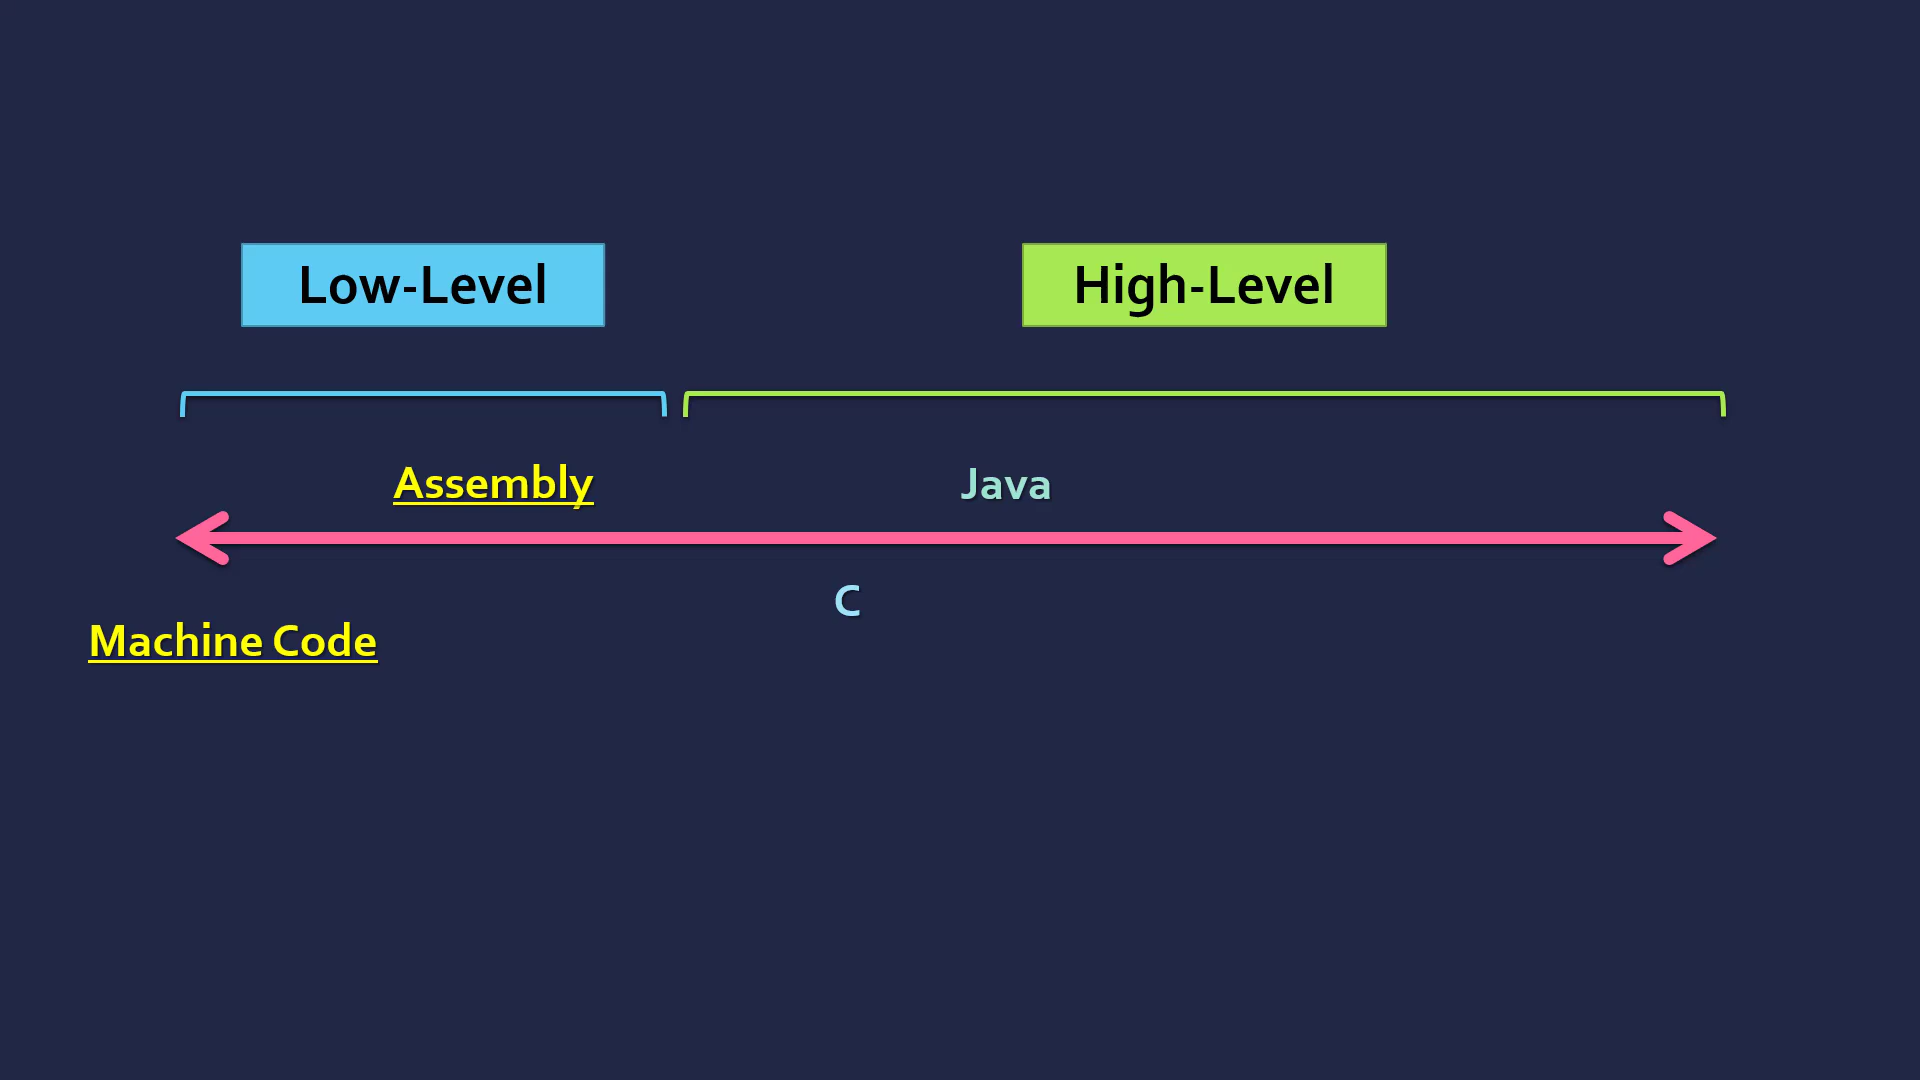 Low-Level
High-Level
Assembly
Java
C
Machine Code